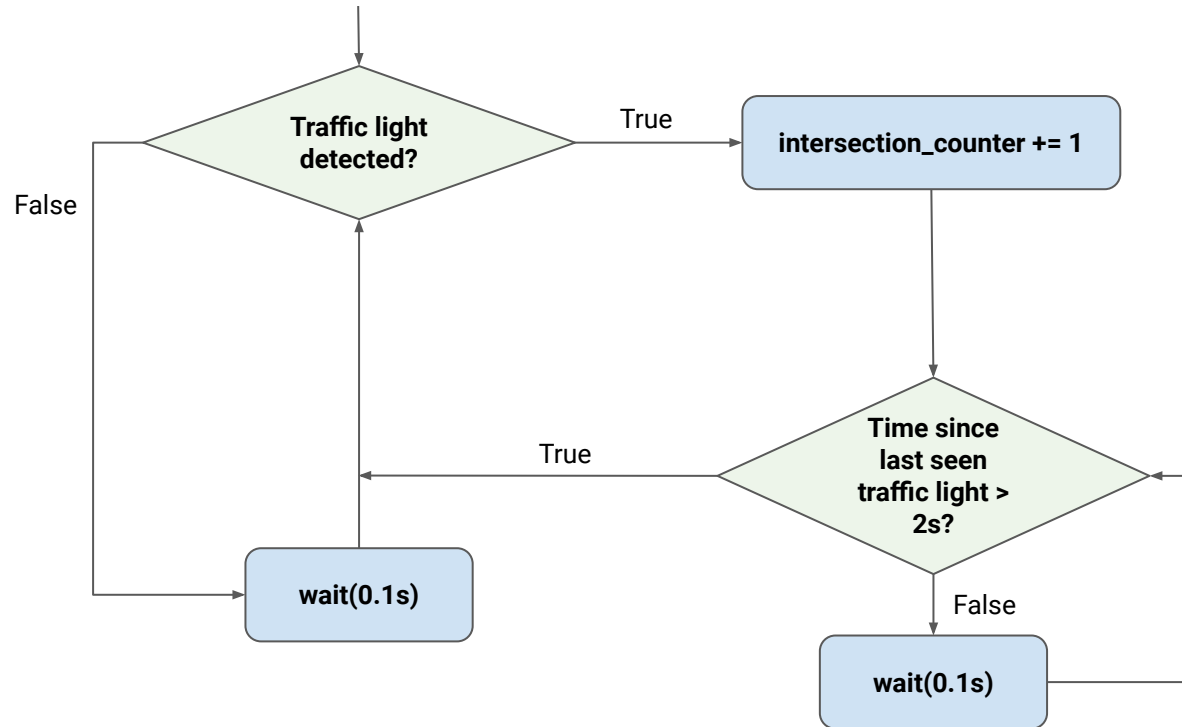 Traffic light
detected?
True
intersection_counter += 1
False
Time since
last seen
traffic light >
2s?
True
wait(0.1s)
False
wait(0.1s)